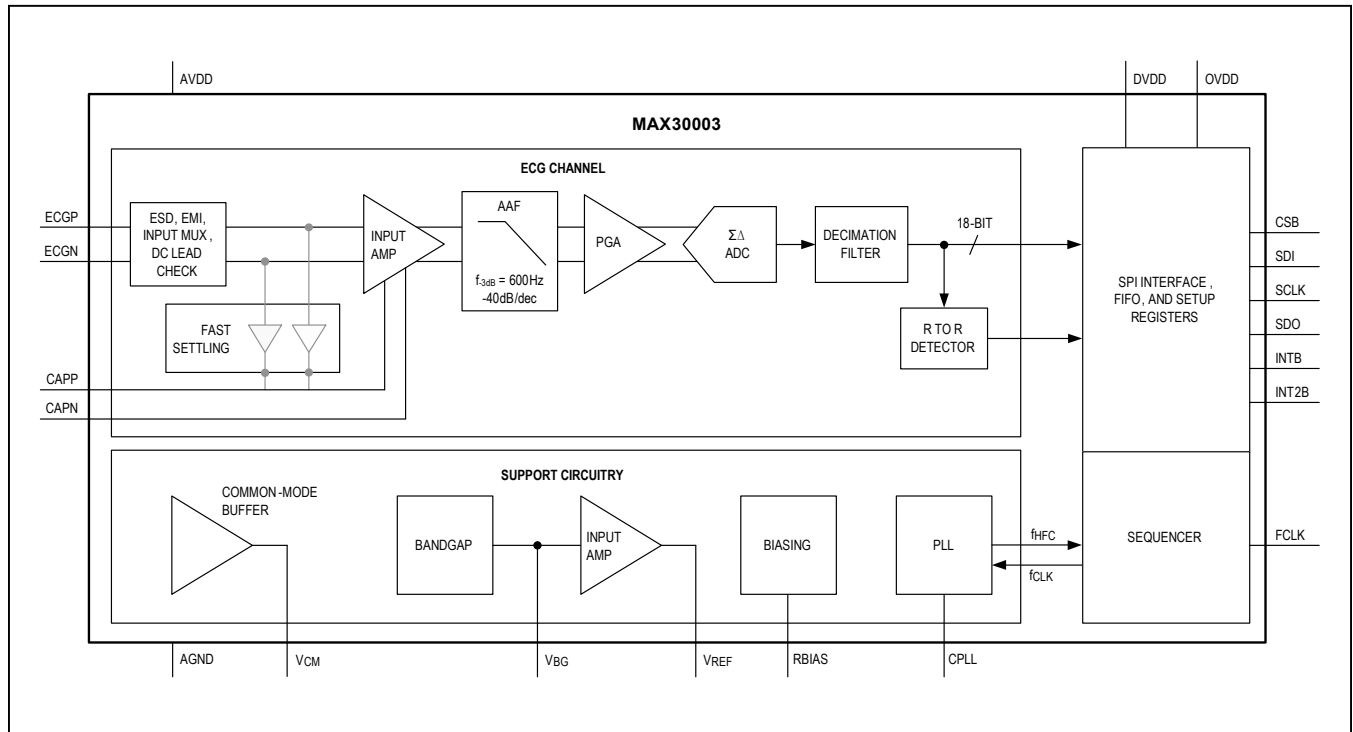 AVDD
DVDD
OVDD
MAX30003
ECG CHANNEL
ECGP
ECGN
ESD, EMI,
INPUT MUX ,
DC LEAD
CHECK
INPUT
AMP
AAF
f-3dB = 600Hz
-40dB/dec
PGA
ΣΔ
ADC
DECIMATION
FILTER
18-BIT
R TO R
DETECTOR
FAST
SETTLING
CAPP
CAPN
SPI INTERFACE ,
FIFO, AND SETUP
REGISTERS
CSB
SDI
SCLK
SDO
INTB
INT2B
SUPPORT CIRCUITRY
COMMON-MODE
BUFFER
BANDGAP
INPUT
AMP
BIASING
PLL
fHFC
fCLK
SEQUENCER
FCLK
AGND
VCM
VBG
VREF
RBIAS
CPLL